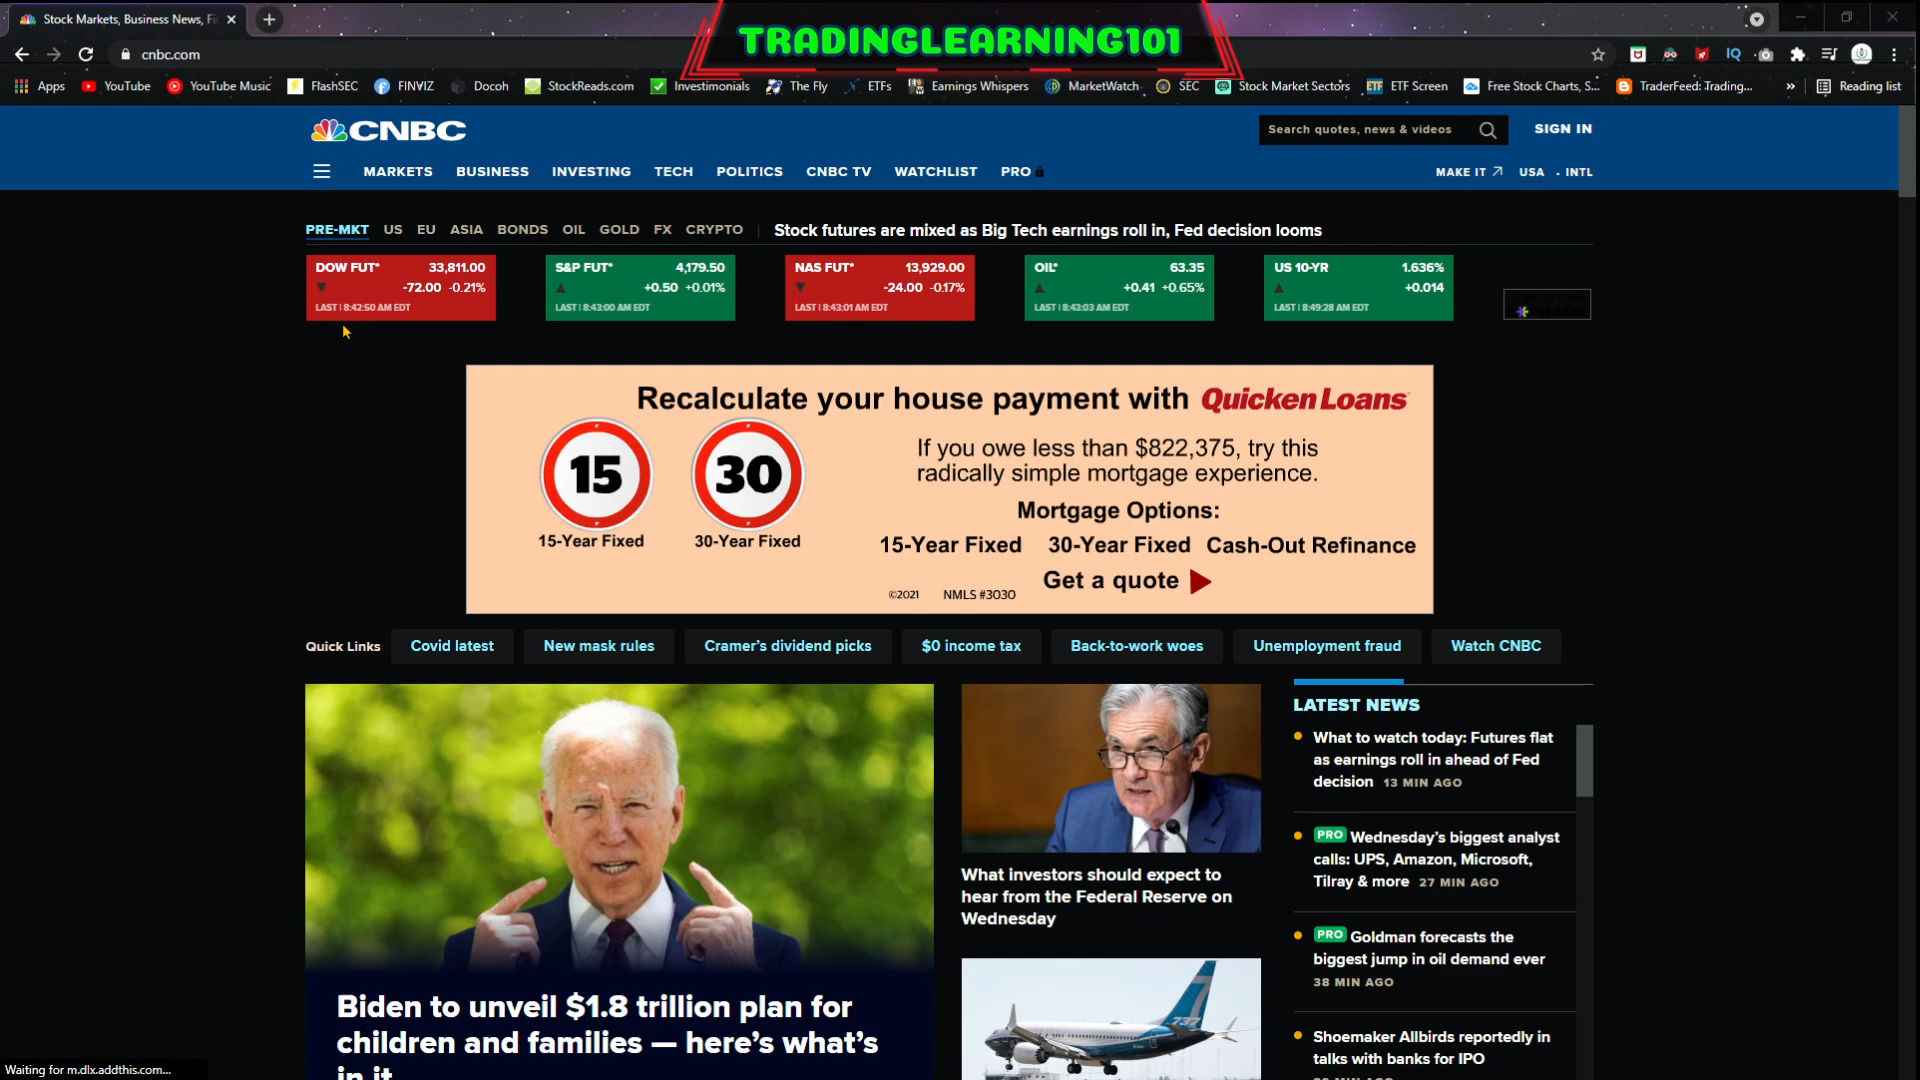 Stock Markets, Business News, Fi
TRADINGLEARNING101
cnbc.com
Apps
YouTube
YouTube Music
FlashSEC
FINVIZ
Docoh
StockReads.com
Investimonials
The Fly
ETFs
Earnings Whispers
MarketWatch
SEC
Stock Market Sectors
ETF Screen
Free Stock Charts, S...
TraderFeed: Trading...
»
Reading list
CNBC
Search quotes, news & videos
SIGN IN
MARKETS
BUSINESS
INVESTING
TECH
POLITICS
CNBC TV
WATCHLIST
PRO
MAKE IT
USA
• INTL
PRE-MKT
US
EU
ASIA
BONDS
OIL
GOLD
FX
CRYPTO
Stock futures are mixed as Big Tech earnings roll in, Fed decision looms
DOW FUT* 33,811.00
-72.00 -0.21%
LAST | 8:42:50 AM EDT
S&P FUT* 4,179.50
+0.50 +0.01%
LAST | 8:43:00 AM EDT
NAS FUT* 13,929.00
-24.00 -0.17%
LAST | 8:43:01 AM EDT
OIL* 63.35
+0.41 +0.65%
LAST | 8:43:03 AM EDT
US 10-YR 1.636%
+0.014
LAST | 8:49:28 AM EDT
Recalculate your house payment with Quicken Loans
15
30
15-Year Fixed
30-Year Fixed
If you owe less than $822,375, try this
radically simple mortgage experience.
Mortgage Options:
15-Year Fixed 30-Year Fixed Cash-Out Refinance
Get a quote
©2021 NMLS #3030
Quick Links
Covid latest
New mask rules
Cramer's dividend picks
$0 income tax
Back-to-work woes
Unemployment fraud
Watch CNBC
Biden to unveil $1.8 trillion plan for
children and families — here's what's
in it
What investors should expect to
hear from the Federal Reserve on
Wednesday
7
737
LATEST NEWS
What to watch today: Futures flat
as earnings roll in ahead of Fed
decision 13 MIN AGO
PRO Wednesday's biggest analyst
calls: UPS, Amazon, Microsoft,
Tilray & more 27 MIN AGO
PRO Goldman forecasts the
biggest jump in oil demand ever
38 MIN AGO
Shoemaker Allbirds reportedly in
talks with banks for IPO
Waiting for m.dlx.addthis.com...